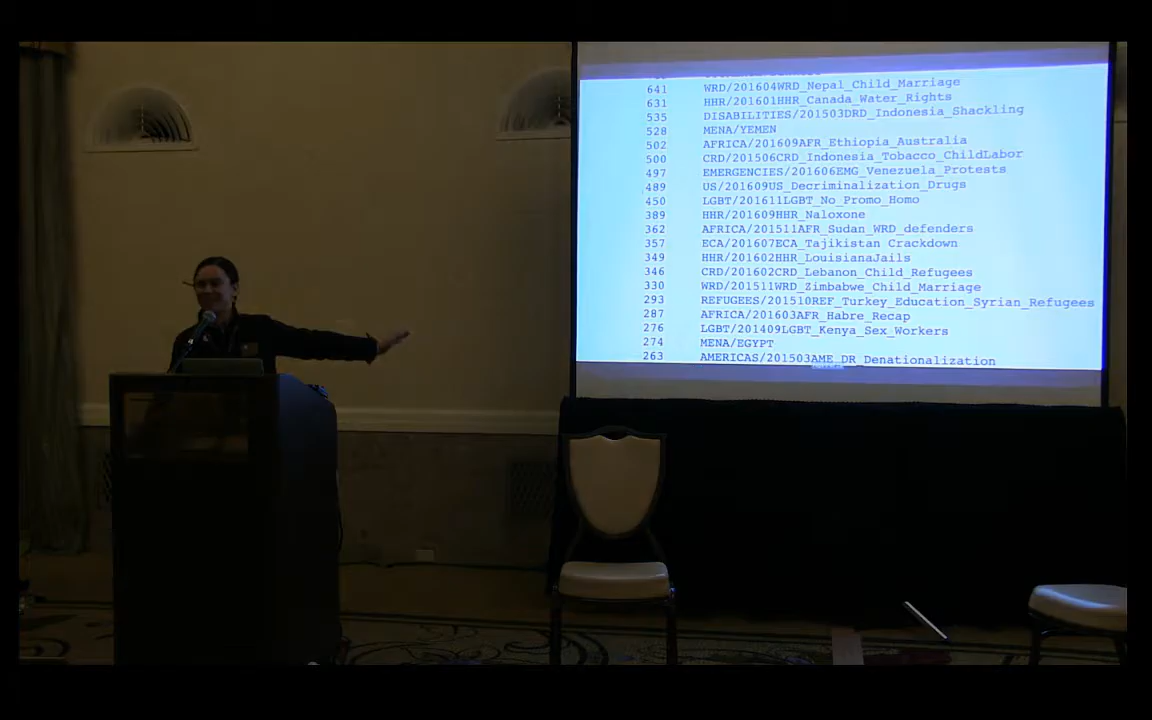 641 WRD/201604WRD_Nepal_Child_Marriage
631 HHR/201601HHR_Canada_Water_Rights
535 DISABILITIES/201503DRD_Indonesia_Shackling
528 MENA/YEMEN
502 AFRICA/201609AFR_Ethiopia_Australia
500 CRD/201506CRD_Indonesia_Tobacco_ChildLabor
497 EMERGENCIES/201606EMG_Venezuela_Protests
489 US/201609US_Decriminalization_Drugs
450 LGBT/201611LGBT_No_Promo_Homo
389 HHR/201609HHR_Naloxone
362 AFRICA/201511AFR_Sudan_WRD_defenders
357 ECA/201607ECA_Tajikistan Crackdown
349 HHR/201602HHR_LouisianaJails
346 CRD/201602CRD_Lebanon_Child_Refugees
330 WRD/201511WRD_Zimbabwe_Child_Marriage
293 REFUGEES/201510REF_Turkey_Education_Syrian_Refugees
287 AFRICA/201603AFR_Habre_Recap
276 LGBT/201409LGBT_Kenya_Sex_Workers
274 MENA/EGYPT
263 AMERICAS/201503AME_DR_Denationalization